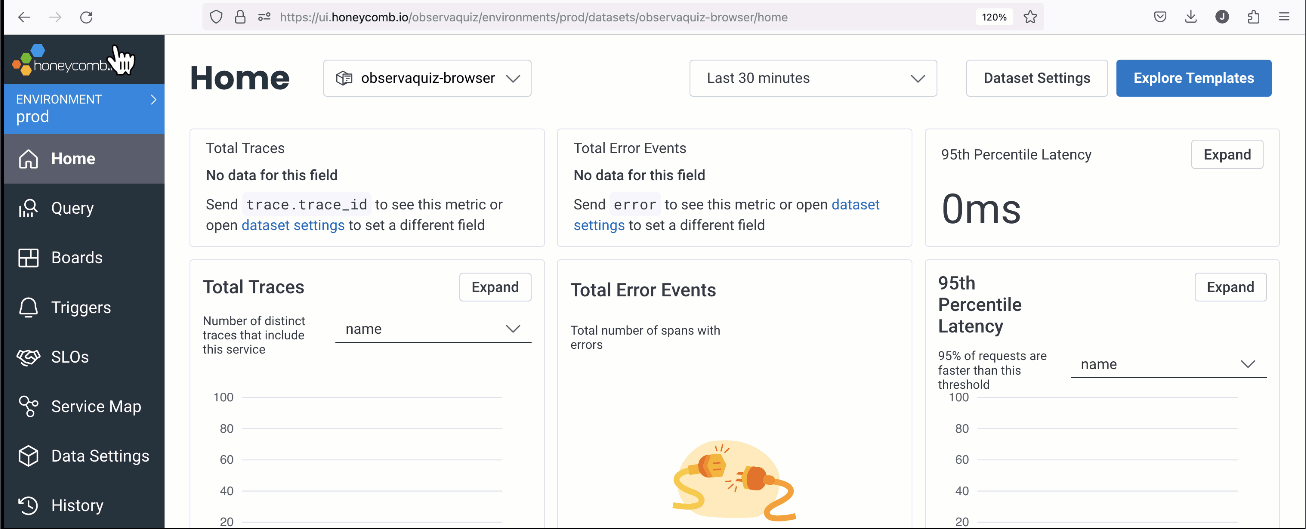 https://ui.honeycomb.io/observaquiz/environments/prod/datasets/observaquiz-browser/home
120%
J
honeycomb.
ENVIRONMENT
prod
Home
Query
Boards
Triggers
SLOs
Service Map
Data Settings
History
Home
observaquiz-browser
Last 30 minutes
Dataset Settings
Explore Templates
Total Traces
No data for this field
Send trace.trace_id to see this metric or
open dataset settings to set a different field
Total Error Events
No data for this field
Send error to see this metric or open dataset
settings to set a different field
95th Percentile Latency
Expand
0ms
Total Traces
Expand
Number of distinct
traces that include
this service
name
100
80
60
40
20
Total Error Events
Total number of spans with
errors
95th
Percentile
Latency
Expand
95% of requests are
faster than this
threshold
name
100
80
60
40
20